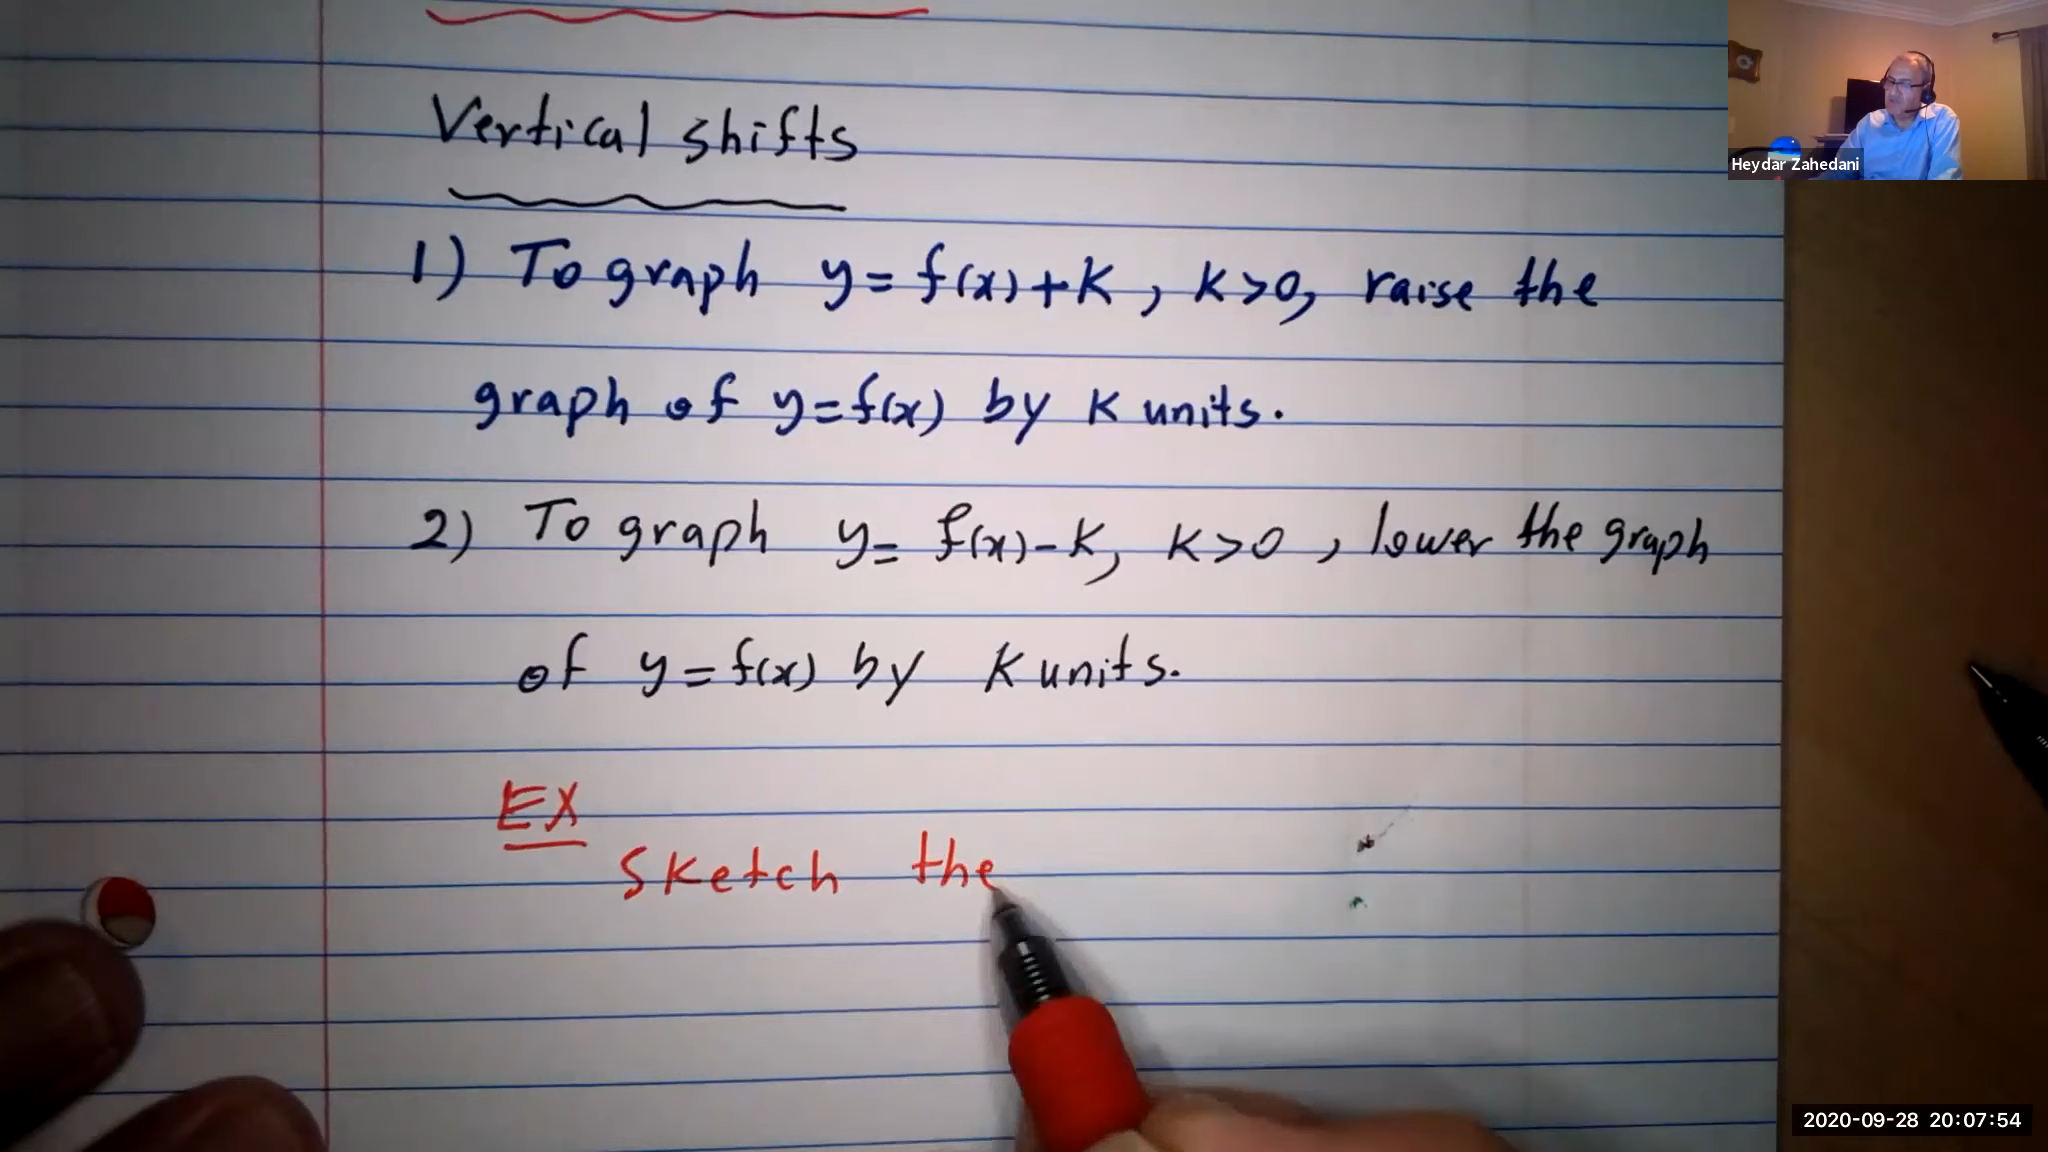 Heydar Zahedani
Vertical shifts
1) To graph y = f(x) + K, K>0, raise the
graph of y=f(x) by K units.
2) To graph y = f(x) - K, K>0, lower the graph
of y = f(x) by K units.
EX
Sketch the
2020-09-28 20:07:54